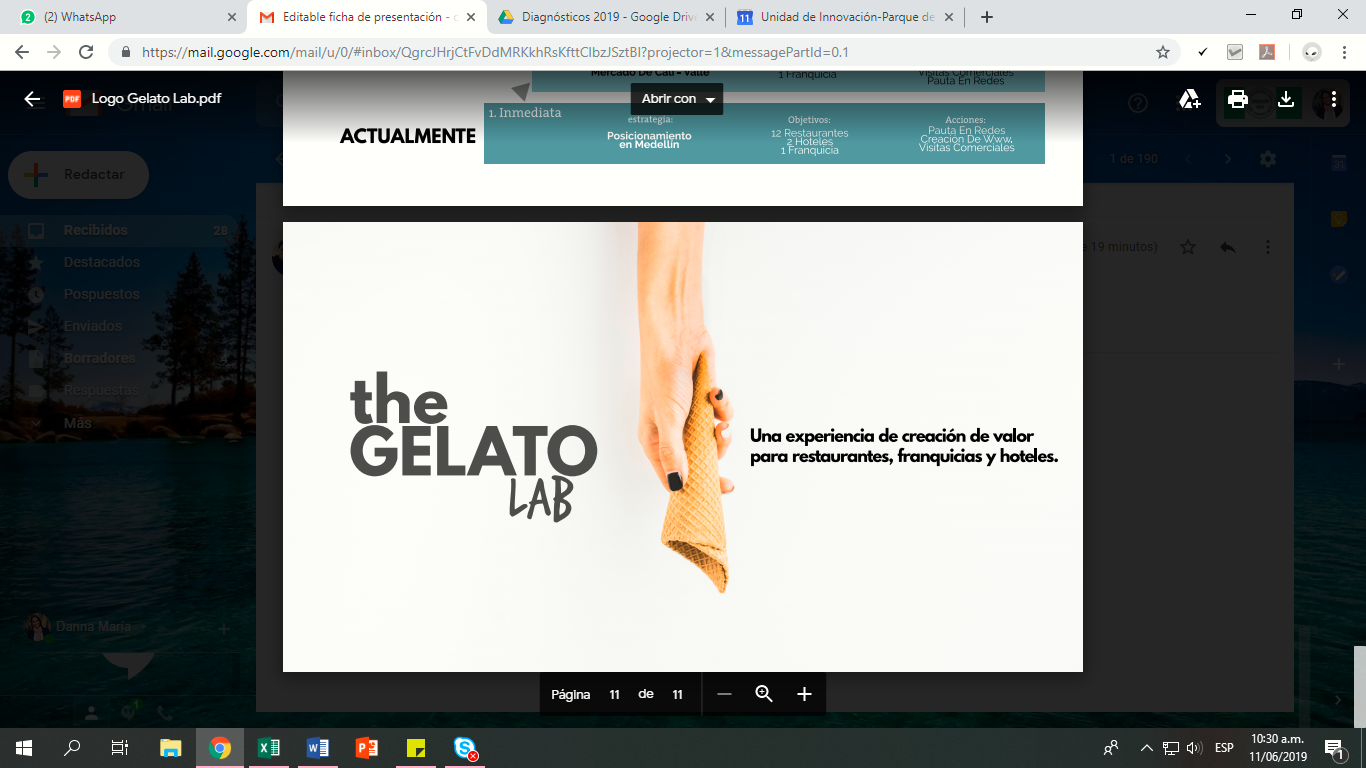 (2) WhatsApp
Editable ficha de presentación - c
Diagnósticos 2019 - Google Drive
Unidad de Innovación-Parque de
https://mail.google.com/mail/u/0/#inbox/QgrcJHrjCtFvDdMRKkhRsKfttClbzJSztBl?projector=1&messagePartId=0.1
Logo Gelato Lab.pdf
Abrir con
Mercado De Cali - Valle
1 Franquicia
Visitas Comerciales
Pauta En Redes
ACTUALMENTE
1. Inmediata
estrategia:
Posicionamiento
en Medellín
Objetivos:
12 Restaurantes
2 Hoteles
1 Franquicia
Acciones:
Pauta En Redes
Creacion De Www.
Visitas Comerciales
Redactar
1 de 190
Recibidos 28
Destacados
Pospuestos
Enviados
Borradores 4
Respuestas
Más
19 minutos)
the
GELATO
LAB
Una experiencia de creación de valor
para restaurantes, franquicias y hoteles.
Danna Maria
Página 11 de 11
ESP
10:30 a.m.
11/06/2019